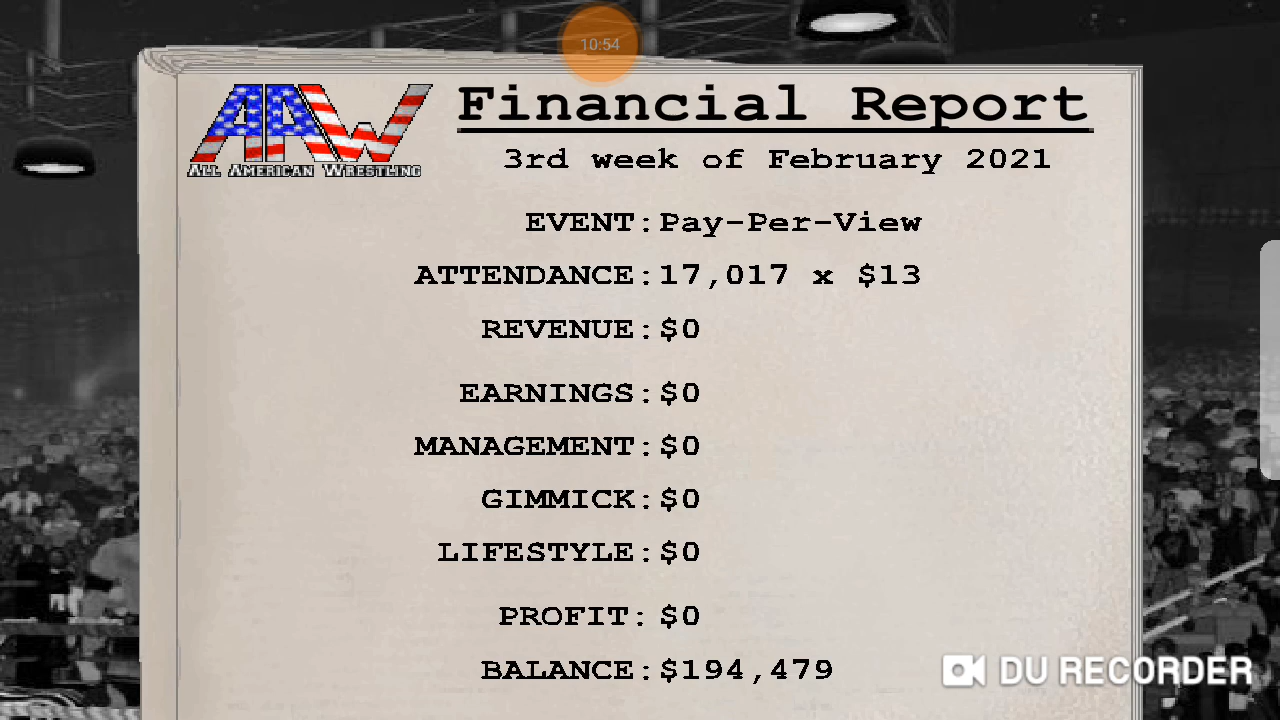 10:54
AAW
ALL AMERICAN WRESTLING
Financial Report
3rd week of February 2021
EVENT: Pay-Per-View
ATTENDANCE: 17,017 x $13
REVENUE: $0
EARNINGS: $0
MANAGEMENT: $0
GIMMICK: $0
LIFESTYLE: $0
PROFIT: $0
BALANCE: $194,479
DU RECORDER